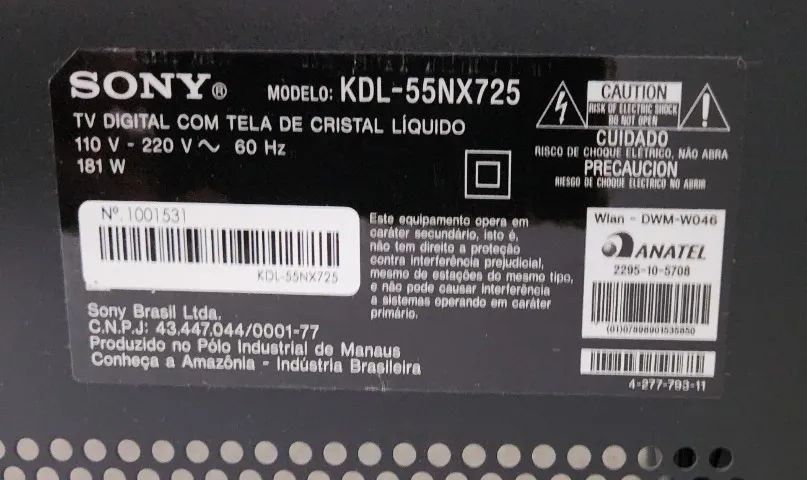 SONY® MODELO: KDL-55NX725
TV DIGITAL COM TELA DE CRISTAL LÍQUIDO
110 V - 220 V ~ 60 Hz
181 W
CAUTION
RISK OF ELECTRIC SHOCK
DO NOT OPEN
CUIDADO
RISCO DE CHOQUE ELÉTRICO, NÃO ABRA
PRECAUCION
RIESGO DE CHOQUE ELECTRICO NO ABRIR
Nº. 1001531
KDL-55NX725
Este equipamento opera em
caráter secundário, isto é,
não tem direito a proteção
contra interferência prejudicial,
mesmo de estações do mesmo tipo,
e não pode causar interferência
a sistemas operando em caráter
primário.
Wlan - DWM-W046
ANATEL
2295-10-5708
(01)07898901535850
4-277-793-11
Sony Brasil Ltda.
C.N.P.J: 43.447.044/0001-77
Produzido no Pólo Industrial de Manaus
Conheça a Amazônia - Indústria Brasileira